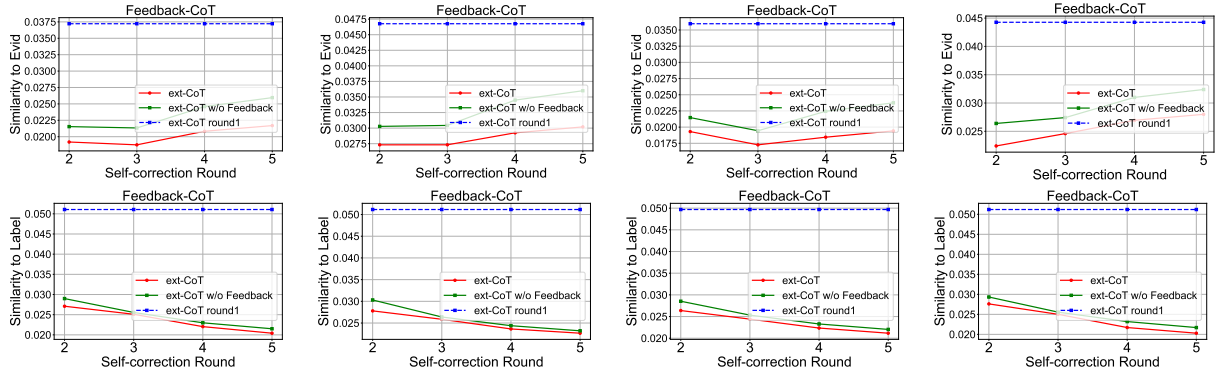 Feedback-CoT
Similarity to Evid
0.0375
0.0350
0.0325
0.0300
0.0275
0.0250
0.0225
0.0200
ext-CoT
ext-CoT w/o Feedback
ext-CoT round1
2 3 4 5
Self-correction Round
Feedback-CoT
Similarity to Evid
0.0475
0.0450
0.0425
0.0400
0.0375
0.0350
0.0325
0.0300
0.0275
ext-CoT
ext-CoT w/o Feedback
ext-CoT round1
2 3 4 5
Self-correction Round
Feedback-CoT
Similarity to Evid
0.0350
0.0325
0.0300
0.0275
0.0250
0.0225
0.0200
0.0175
ext-CoT
ext-CoT w/o Feedback
ext-CoT round1
2 3 4 5
Self-correction Round
Feedback-CoT
Similarity to Evid
0.045
0.040
0.035
0.030
0.025
ext-CoT
ext-CoT w/o Feedback
ext-CoT round1
2 3 4 5
Self-correction Round
Feedback-CoT
Similarity to Label
0.050
0.045
0.040
0.035
0.030
0.025
0.020
ext-CoT
ext-CoT w/o Feedback
ext-CoT round1
2 3 4 5
Self-correction Round
Feedback-CoT
Similarity to Label
0.050
0.045
0.040
0.035
0.030
0.025
ext-CoT
ext-CoT w/o Feedback
ext-CoT round1
2 3 4 5
Self-correction Round
Feedback-CoT
Similarity to Label
0.050
0.045
0.040
0.035
0.030
0.025
0.020
ext-CoT
ext-CoT w/o Feedback
ext-CoT round1
2 3 4 5
Self-correction Round
Feedback-CoT
Similarity to Label
0.050
0.045
0.040
0.035
0.030
0.025
0.020
ext-CoT
ext-CoT w/o Feedback
ext-CoT round1
2 3 4 5
Self-correction Round